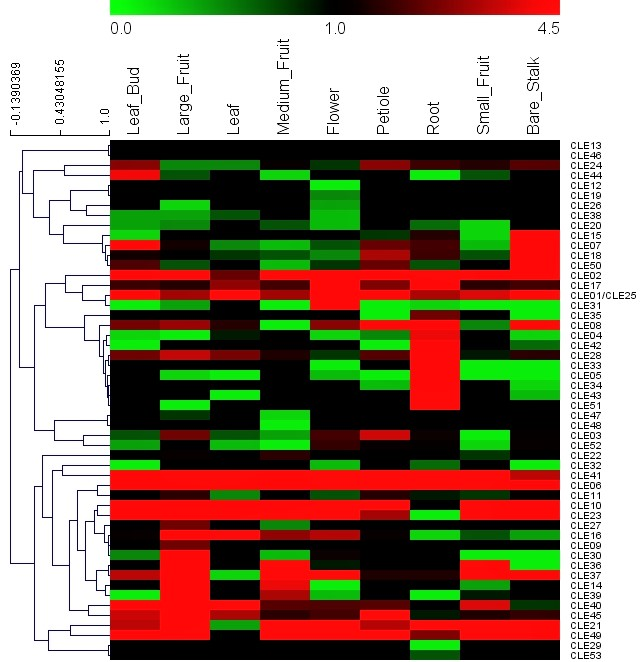 0.0 1.0 4.5
-0.1390369
0.43048155
1.0
Leaf_Bud
Large_Fruit
Leaf
Medium_Fruit
Flower
Petiole
Root
Small_Fruit
Bare_Stalk
CLE13
CLE46
CLE24
CLE44
CLE12
CLE19
CLE26
CLE38
CLE20
CLE15
CLE07
CLE18
CLE50
CLE02
CLE17
CLE01/CLE25
CLE31
CLE35
CLE08
CLE04
CLE42
CLE28
CLE33
CLE05
CLE34
CLE43
CLE51
CLE47
CLE48
CLE03
CLE52
CLE22
CLE32
CLE41
CLE06
CLE11
CLE10
CLE23
CLE27
CLE16
CLE09
CLE30
CLE36
CLE37
CLE14
CLE39
CLE40
CLE45
CLE21
CLE49
CLE29
CLE53